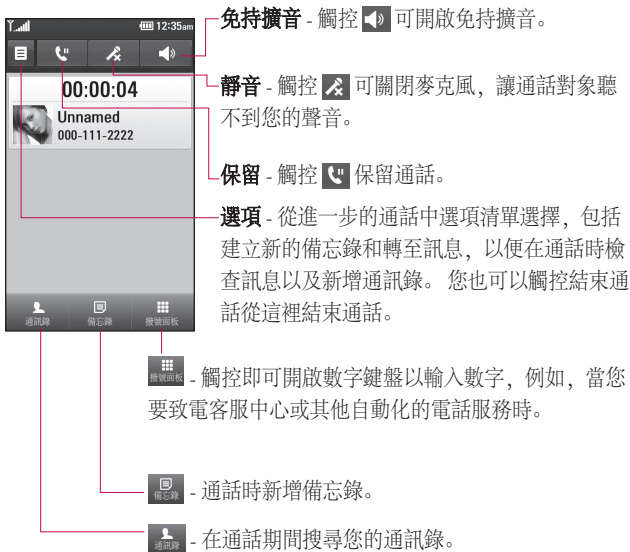 12:35am
00:00:04
Unnamed
000-111-2222
通訊錄 備忘錄 撥號面板
免持擴音 - 觸控 可開啟免持擴音。
靜音 - 觸控 可關閉麥克風，讓通話對象聽
不到您的聲音。
保留 - 觸控 保留通話。
選項 - 從進一步的通話中選項清單選擇，包括
建立新的備忘錄和轉至訊息，以便在通話時檢
查訊息以及新增通訊錄。 您也可以觸控結束通
話從這裡結束通話。
撥號面板 - 觸控即可開啟數字鍵盤以輸入數字，例如，當您
要致電客服中心或其他自動化的電話服務時。
備忘錄 - 通話時新增備忘錄。
通訊錄 - 在通話期間搜尋您的通訊錄。